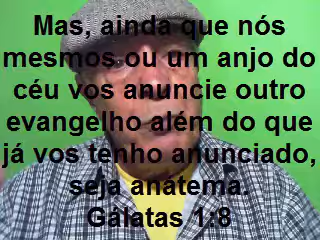 Mas, ainda que nós
mesmos ou um anjo do
céu vos anuncie outro
evangelho além do que
já vos tenho anunciado,
seja anátema.
Gálatas 1:8